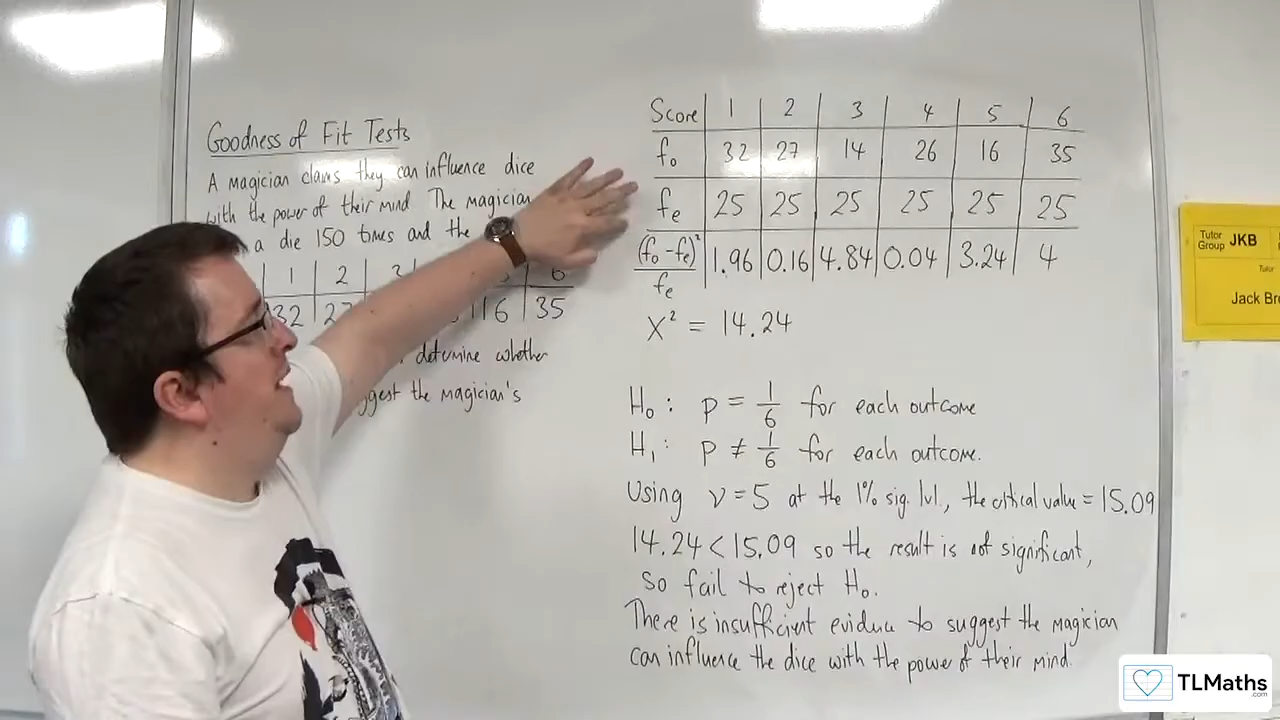 Goodness of Fit Tests
A magician claims they can influence dice
with the power of their mind The magician
a die 150 times and the
1 2 3 6
32 27 16 35
determine whether
the magician's
Score 1 2 3 4 5 6
fo 32 27 14 26 16 35
fe 25 25 25 25 25 25
(fo - fe)² / fe 1.96 0.16 4.84 0.04 3.24 4
X² = 14.24
H₀: p = 1/6 for each outcome
H₁: p ≠ 1/6 for each outcome.
Using ν = 5 at the 1% sig. lvl., the critical value = 15.09
14.24 < 15.09 so the result is not significant,
so fail to reject H₀.
There is insufficient evidence to suggest the magician
can influence the dice with the power of their mind.
Tutor Group JKB
Tutor
Jack Bre
TLMaths
.com